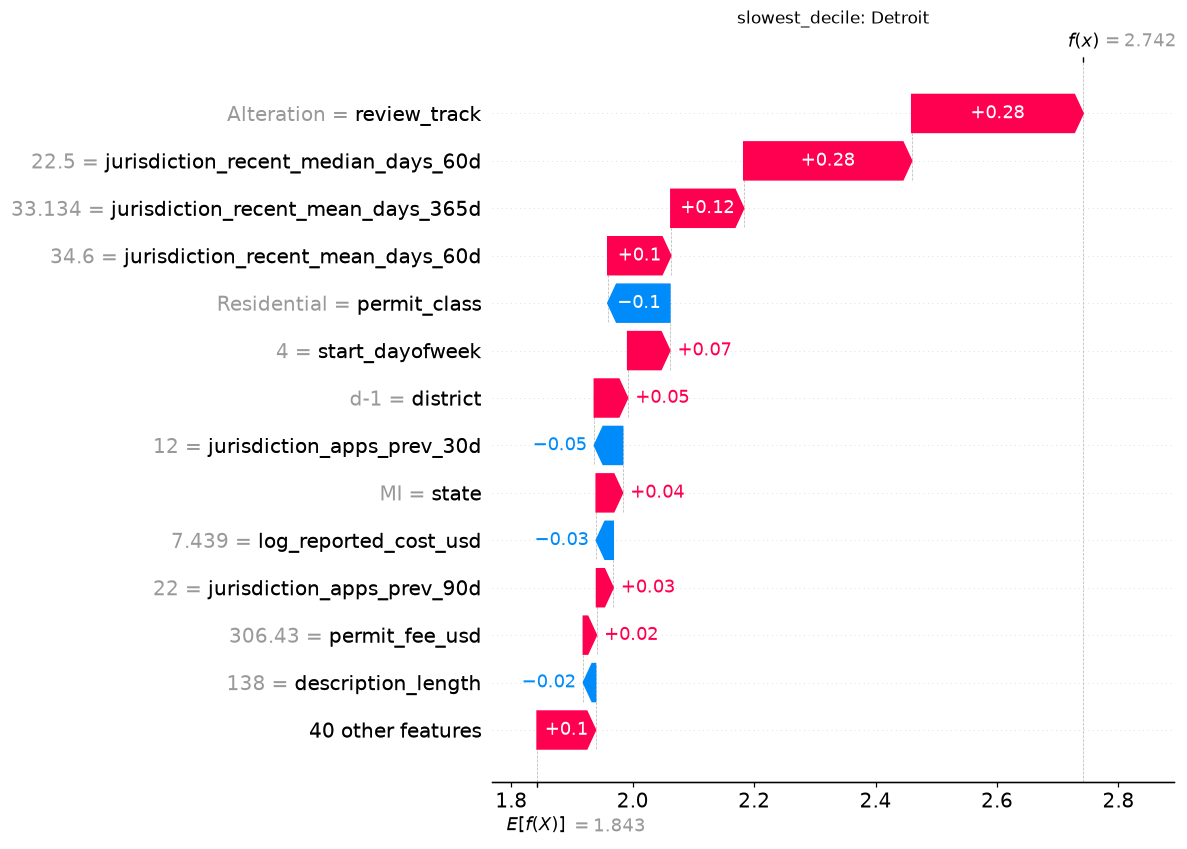 slowest_decile: Detroit
f(x) = 2.742
Alteration = review_track
+0.28
22.5 = jurisdiction_recent_median_days_60d
+0.28
33.134 = jurisdiction_recent_mean_days_365d
+0.12
34.6 = jurisdiction_recent_mean_days_60d
+0.1
Residential = permit_class
−0.1
4 = start_dayofweek
+0.07
d-1 = district
+0.05
12 = jurisdiction_apps_prev_30d
−0.05
MI = state
+0.04
7.439 = log_reported_cost_usd
−0.03
22 = jurisdiction_apps_prev_90d
+0.03
306.43 = permit_fee_usd
+0.02
138 = description_length
−0.02
40 other features
+0.1
1.8 2.0 2.2 2.4 2.6 2.8
E[f(X)] = 1.843